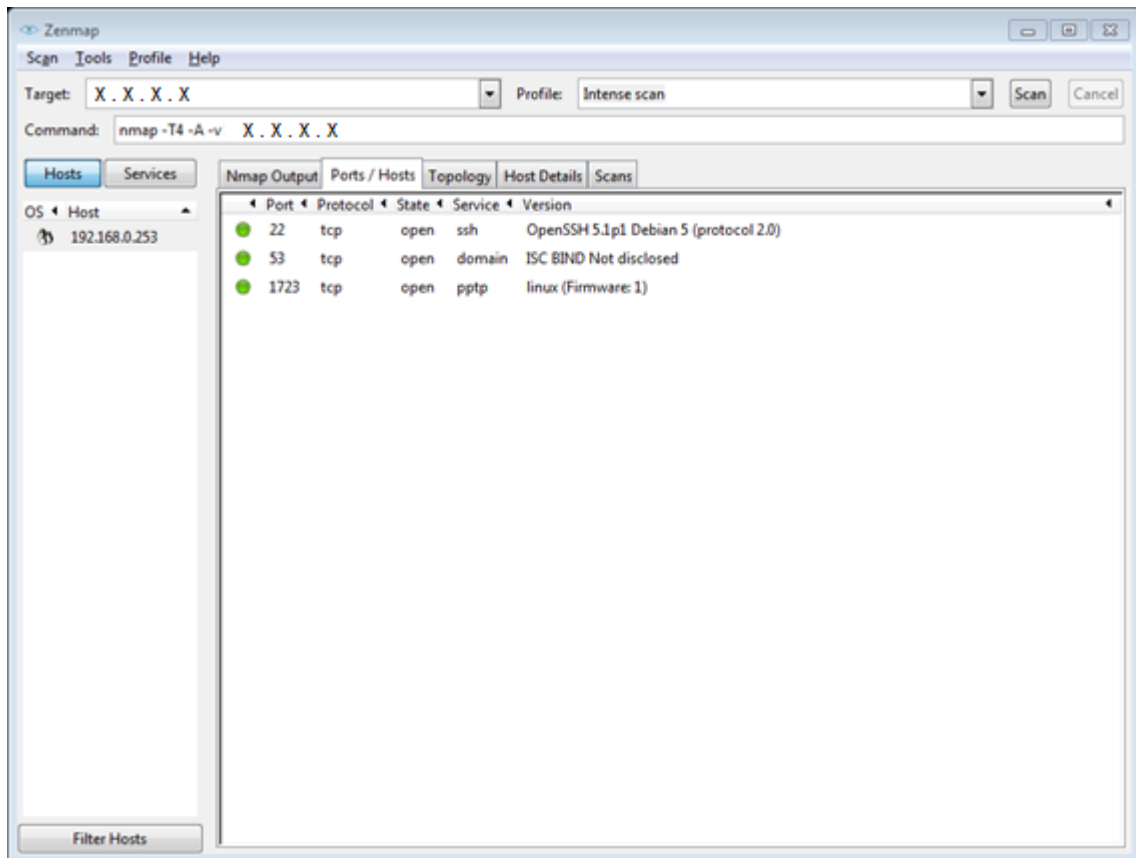 Zenmap
Scan Tools Profile Help
Target: X . X . X . X Profile: Intense scan Scan Cancel
Command: nmap -T4 -A -v X . X . X . X
Hosts Services Nmap Output Ports / Hosts Topology Host Details Scans
OS Host Port Protocol State Service Version
192.168.0.253
22 tcp open ssh OpenSSH 5.1p1 Debian 5 (protocol 2.0)
53 tcp open domain ISC BIND Not disclosed
1723 tcp open pptp linux (Firmware: 1)
Filter Hosts